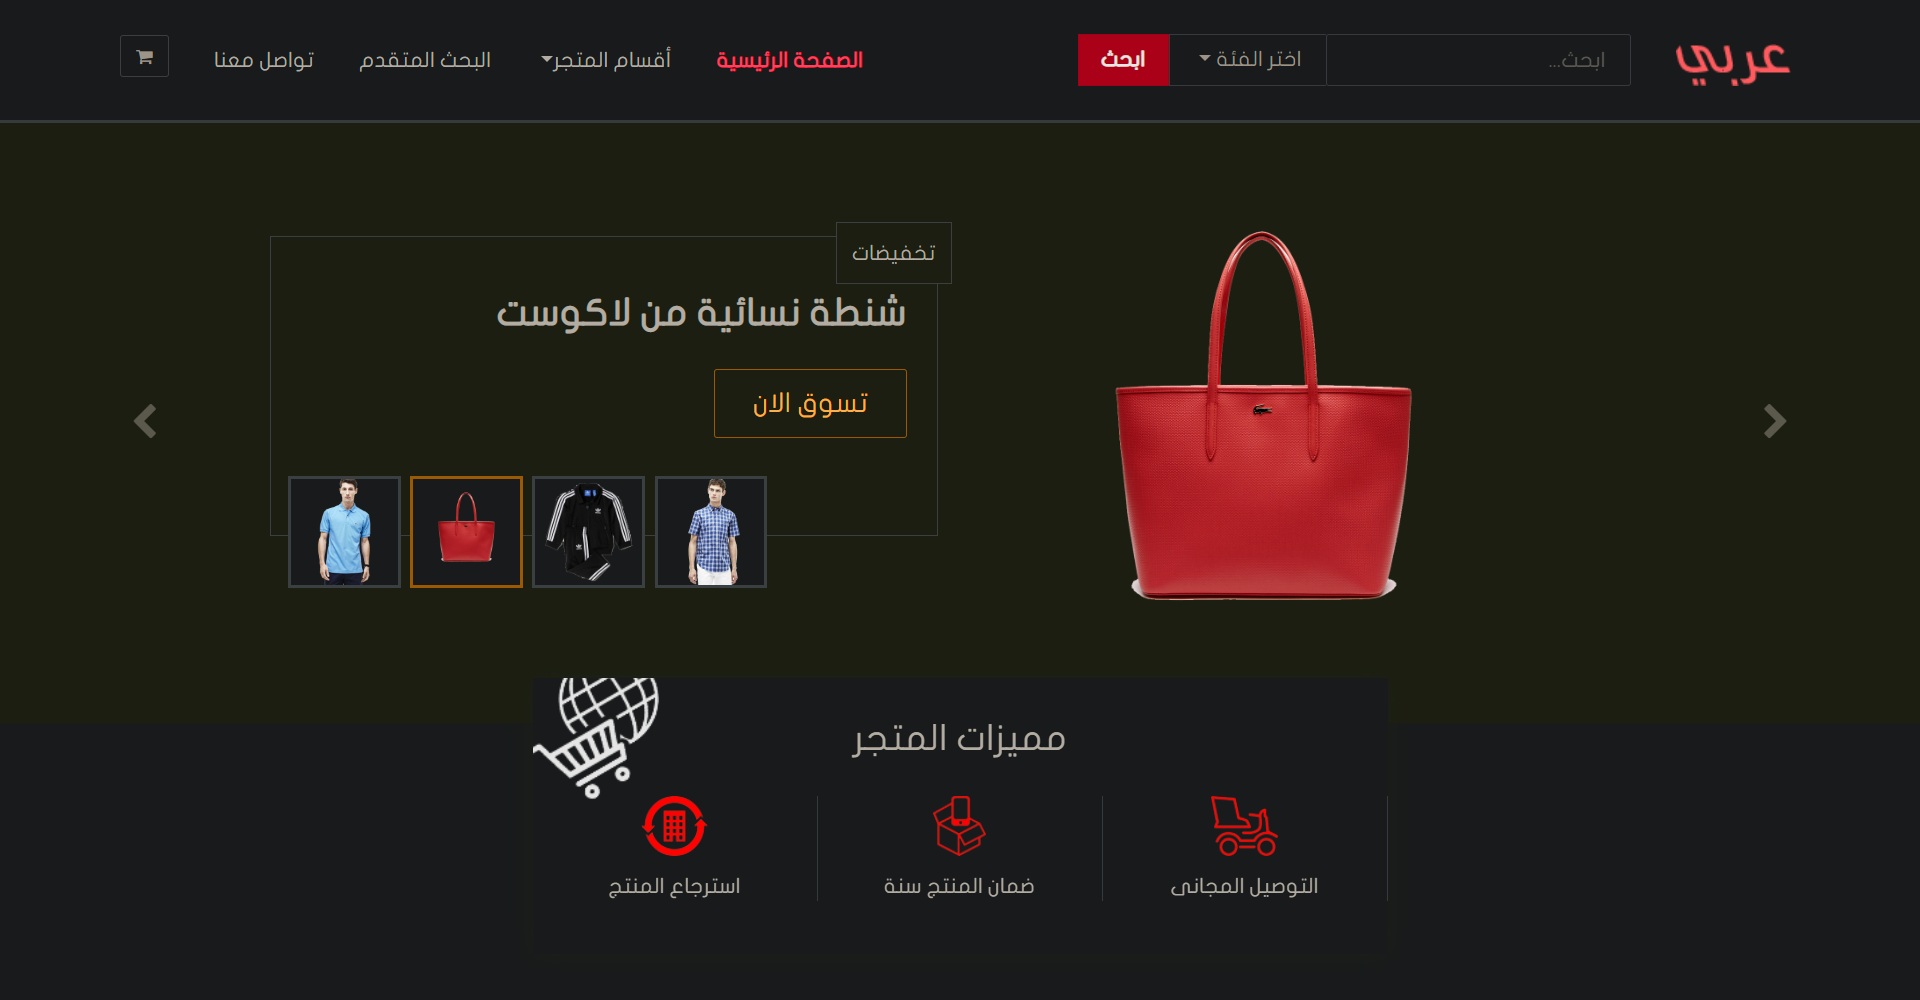 عربي
ابحث...
اختر الفئة
ابحث
الصفحة الرئيسية
أقسام المتجر
البحث المتقدم
تواصل معنا
تخفيضات
شنطة نسائية من لاكوست
تسوق الان
مميزات المتجر
التوصيل المجانى
ضمان المنتج سنة
استرجاع المنتج